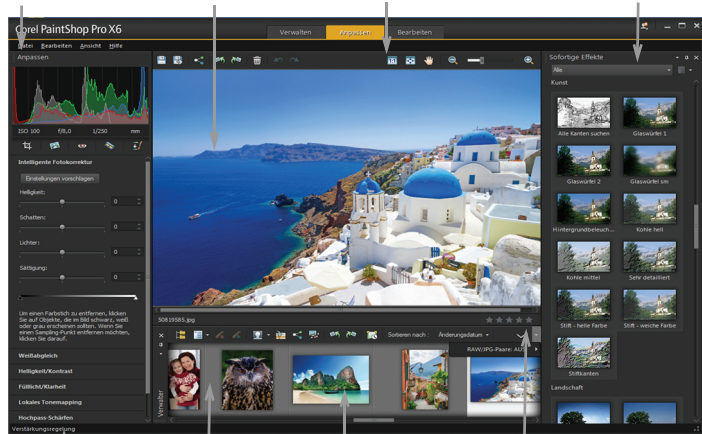 Corel PaintShop Pro X6
Verwalten
Anpassen
Bearbeiten
Datei Bearbeiten Ansicht Hilfe
Anpassen
ISO 100 f/8,0 1/250 mm
Intelligente Fotokorrektur
Einstellungen vorschlagen
Helligkeit:
0
Schatten:
0
Lichter:
0
Sättigung:
0
Um einen Farbstich zu entfernen, klicken
Sie auf Objekte, die im Bild schwarz, weiß
oder grau erscheinen sollten. Wenn Sie
einen Sampling-Punkt entfernen möchten,
klicken Sie darauf.
Weißabgleich
Helligkeit/Kontrast
Fülllicht/Klarheit
Lokales Tonemapping
Hochpass-Schärfen
Verstärkungsregelung
1:1
50819585.jpg
Verwalter
Sortieren nach : Änderungsdatum
RAW/JPG-Paare: AUS
Sofortige Effekte
Alle
Kunst
Alle Kanten suchen
Glaswürfel 1
Glaswürfel 2
Glaswürfel sm
Hintergrundbeleuch...
Kohle hell
Kohle mittel
Sehr detailliert
Stift - helle Farbe
Stift - weiche Farbe
Stiftkanten
Landschaft